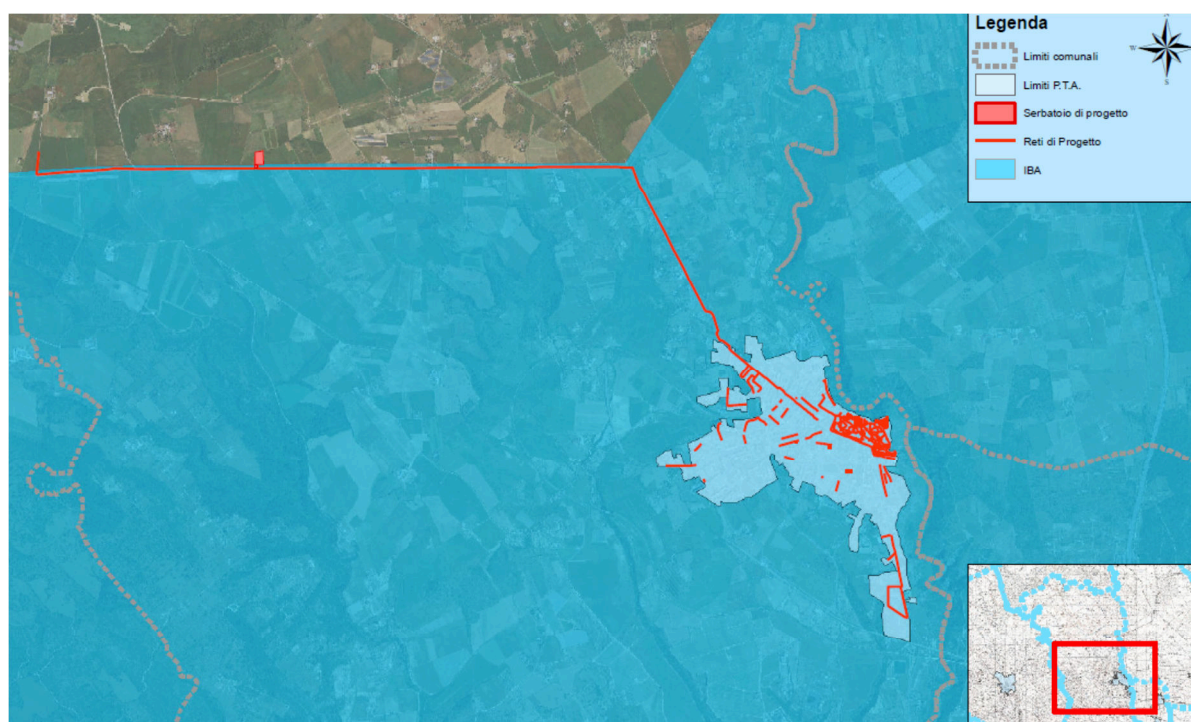 Legenda
Limiti comunali
Limiti P.T.A.
Serbatoio di progetto
Reti di Progetto
IBA
W
E
S